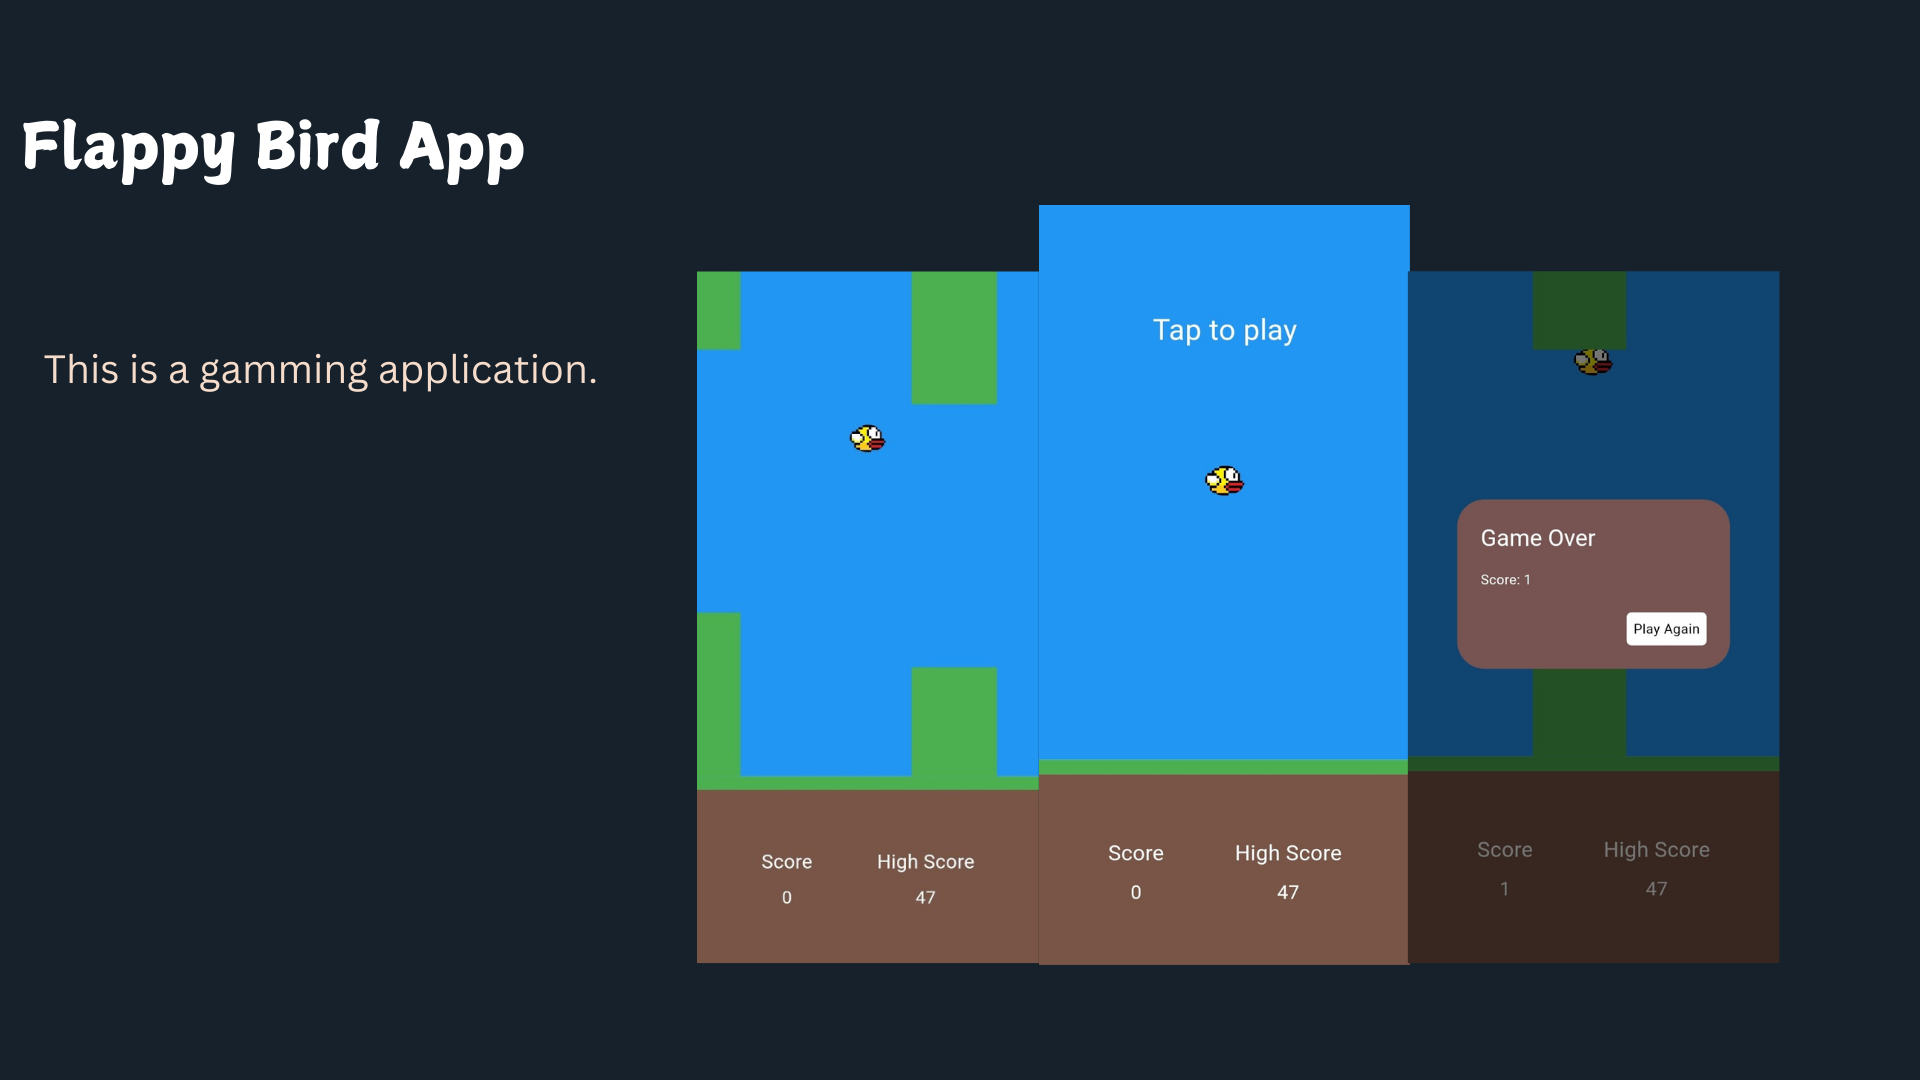 Flappy Bird App
This is a gamming application.
Score High Score
0 47
Tap to play
Score High Score
0 47
Game Over
Score: 1
Play Again
Score High Score
1 47